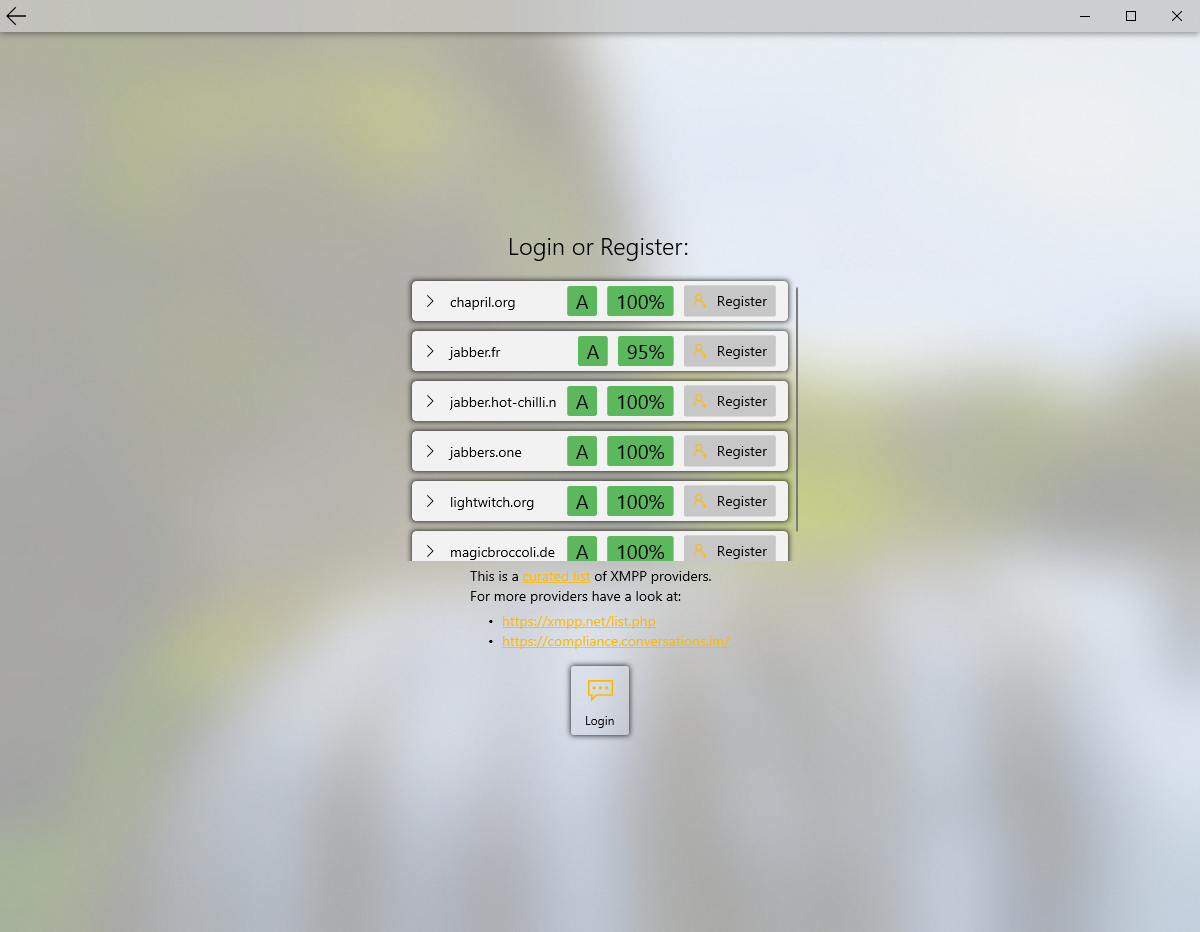 Login or Register:
chapril.org A 100% Register
jabber.fr A 95% Register
jabber.hot-chilli.n A 100% Register
jabbers.one A 100% Register
lightwitch.org A 100% Register
magicbroccoli.de A 100% Register
This is a curated list of XMPP providers.
For more providers have a look at:
• https://xmpp.net/list.php
• https://compliance.conversations.im/
Login